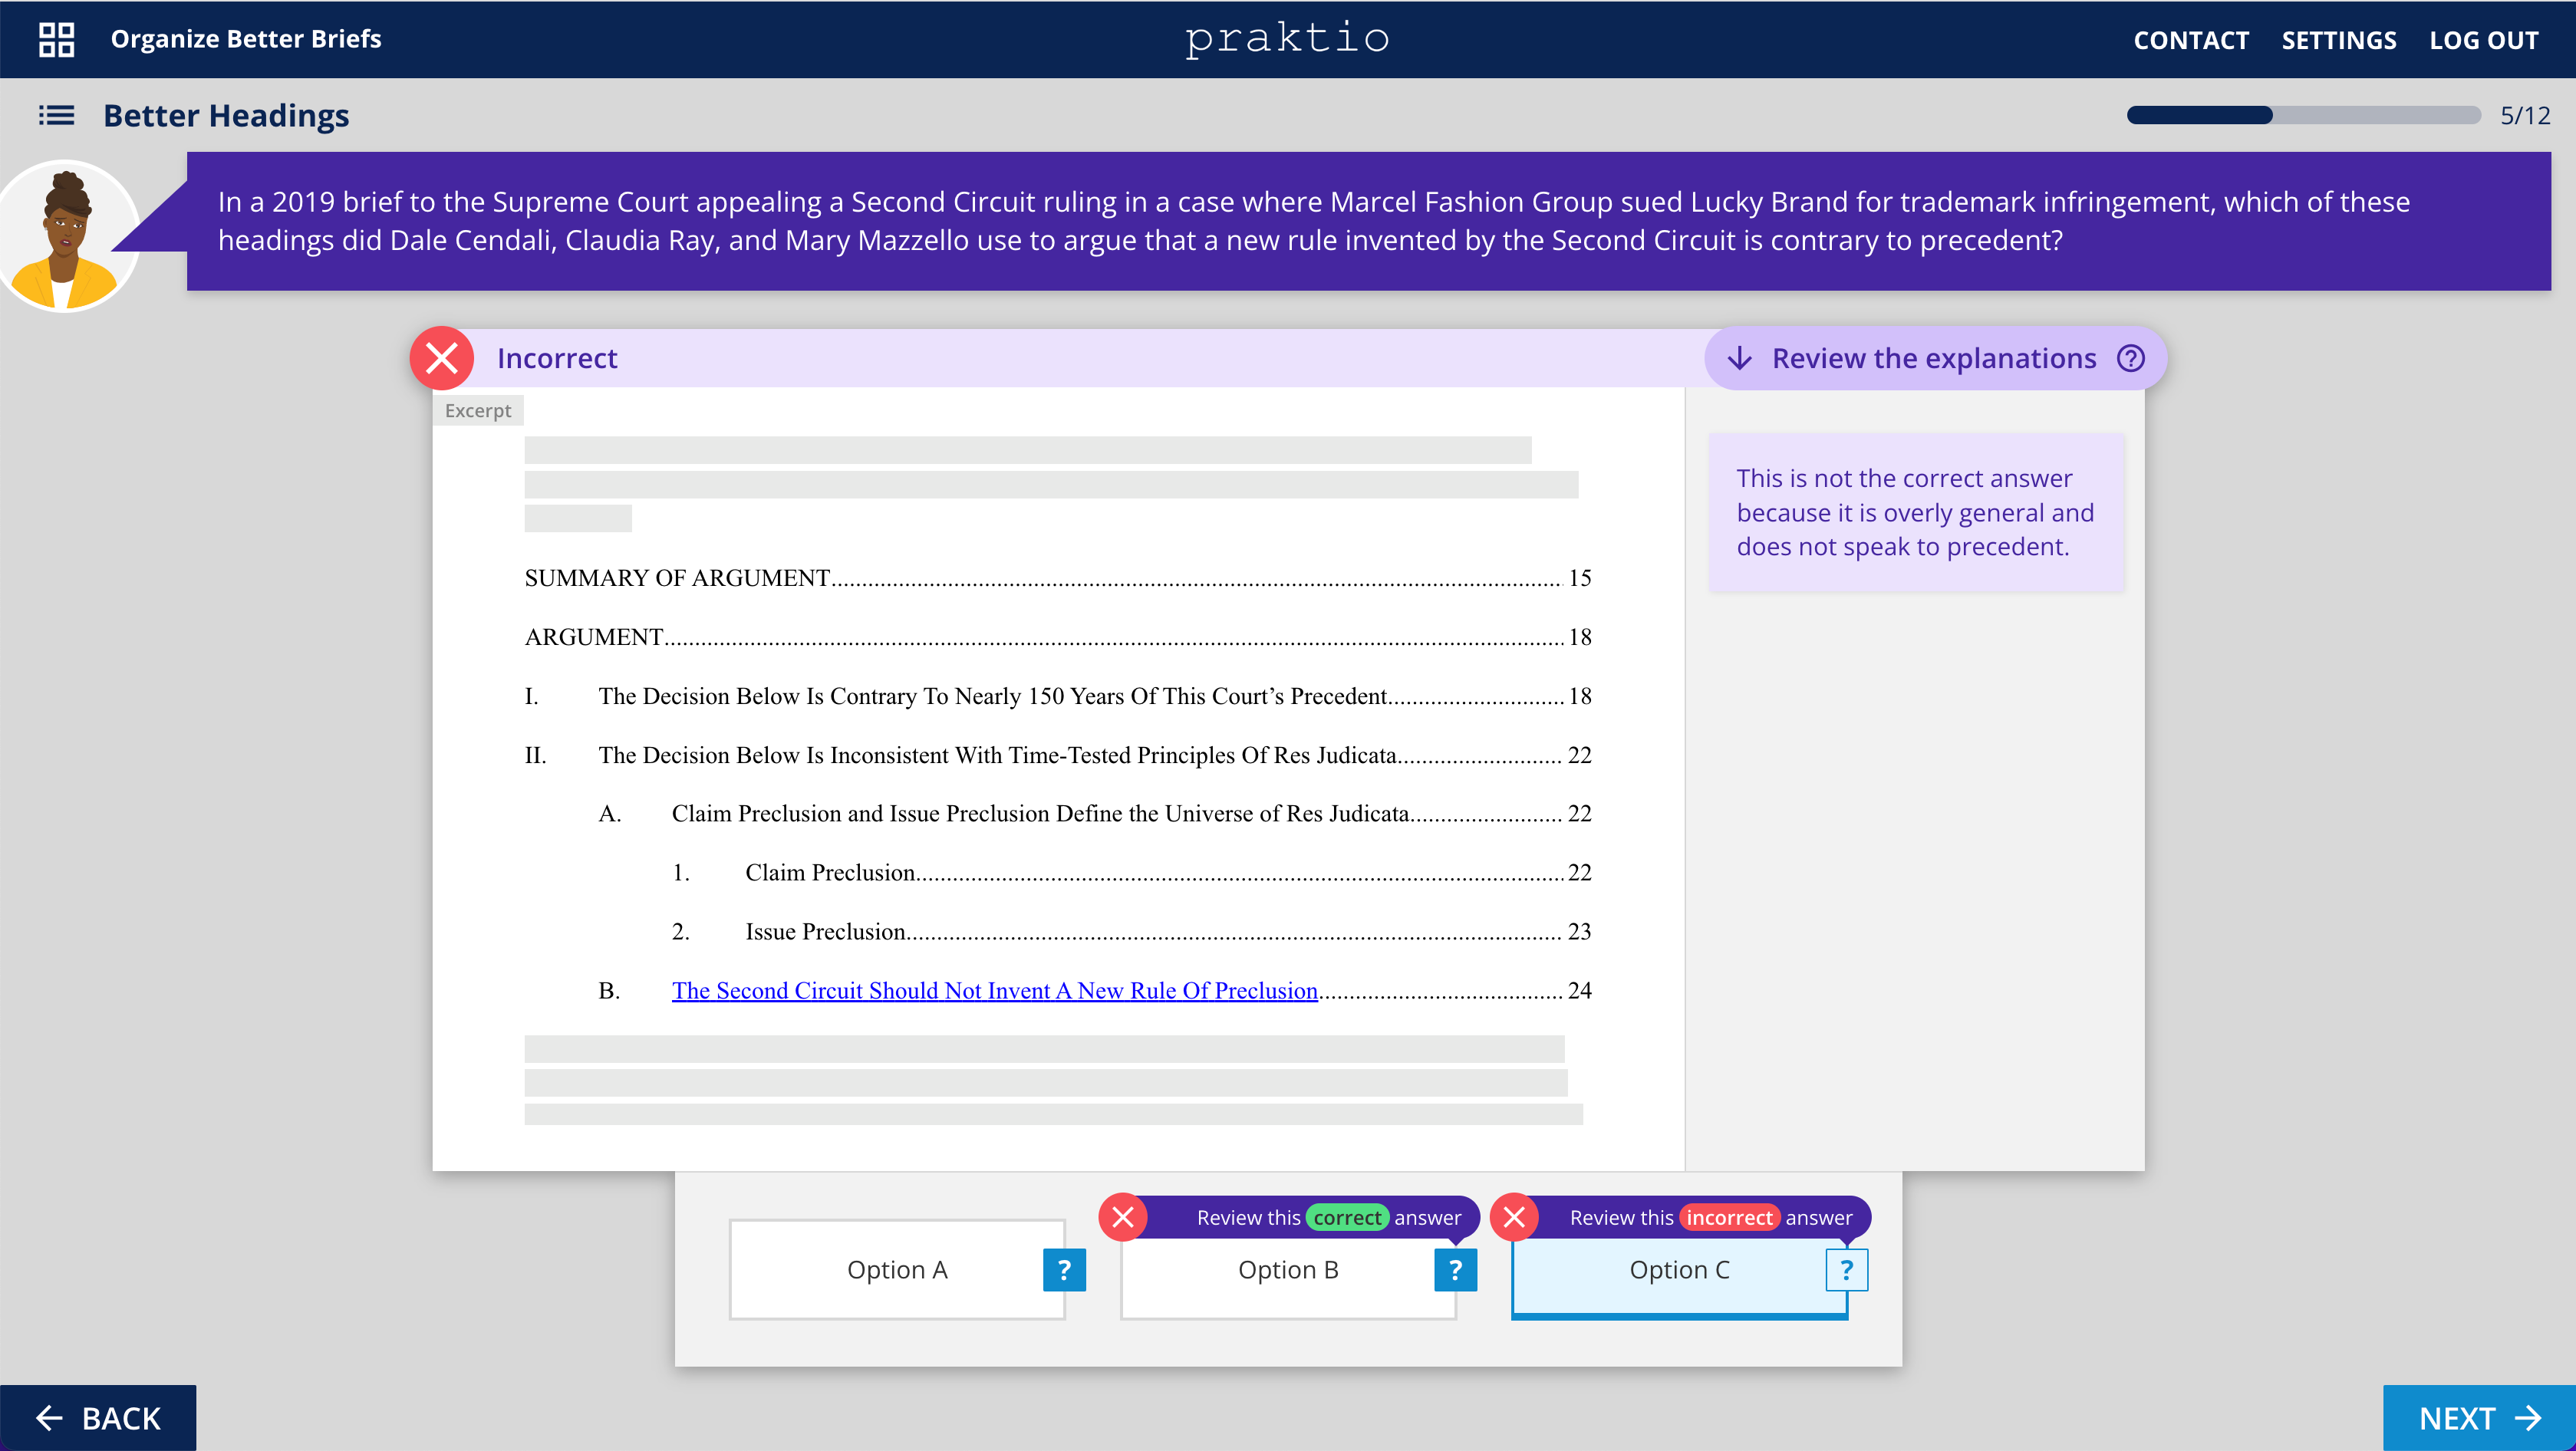 Organize Better Briefs
praktio
CONTACT SETTINGS LOG OUT
Better Headings
5/12
In a 2019 brief to the Supreme Court appealing a Second Circuit ruling in a case where Marcel Fashion Group sued Lucky Brand for trademark infringement, which of these
headings did Dale Cendali, Claudia Ray, and Mary Mazzello use to argue that a new rule invented by the Second Circuit is contrary to precedent?
Incorrect
Review the explanations ?
Excerpt
This is not the correct answer
because it is overly general and
does not speak to precedent.
SUMMARY OF ARGUMENT 15
ARGUMENT 18
I. The Decision Below Is Contrary To Nearly 150 Years Of This Court’s Precedent 18
II. The Decision Below Is Inconsistent With Time-Tested Principles Of Res Judicata 22
A. Claim Preclusion and Issue Preclusion Define the Universe of Res Judicata 22
1. Claim Preclusion 22
2. Issue Preclusion 23
B. The Second Circuit Should Not Invent A New Rule Of Preclusion 24
Review this correct answer
Review this incorrect answer
Option A ?
Option B ?
Option C ?
BACK
NEXT